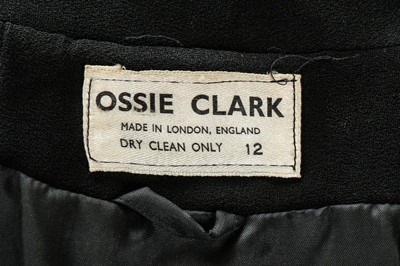 OSSIE CLARK
MADE IN LONDON, ENGLAND
DRY CLEAN ONLY 12